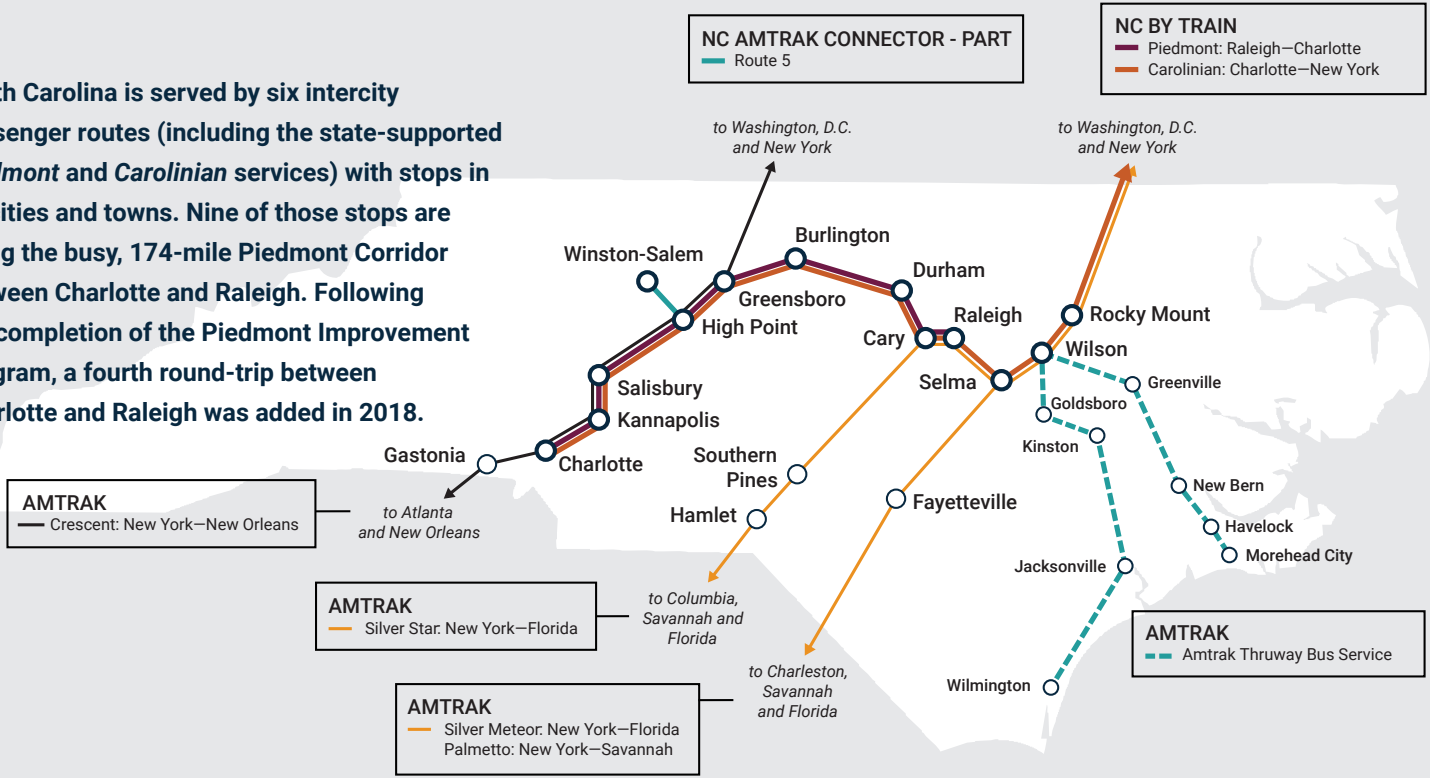 th Carolina is served by six intercity
senger routes (including the state-supported
dmont and Carolinian services) with stops in
ities and towns. Nine of those stops are
g the busy, 174-mile Piedmont Corridor
ween Charlotte and Raleigh. Following
completion of the Piedmont Improvement
gram, a fourth round-trip between
rlotte and Raleigh was added in 2018.
NC AMTRAK CONNECTOR - PART
Route 5
NC BY TRAIN
Piedmont: Raleigh—Charlotte
Carolinian: Charlotte—New York
to Washington, D.C.
and New York
to Washington, D.C.
and New York
Winston-Salem
Burlington
Greensboro
High Point
Durham
Cary
Raleigh
Selma
Rocky Mount
Wilson
Greenville
Goldsboro
Kinston
Salisbury
Kannapolis
Charlotte
Gastonia
Southern
Pines
Hamlet
Fayetteville
New Bern
Havelock
Morehead City
Jacksonville
Wilmington
AMTRAK
Crescent: New York—New Orleans
to Atlanta
and New Orleans
AMTRAK
Silver Star: New York—Florida
to Columbia,
Savannah and
Florida
AMTRAK
Silver Meteor: New York—Florida
Palmetto: New York—Savannah
to Charleston,
Savannah
and Florida
AMTRAK
Amtrak Thruway Bus Service